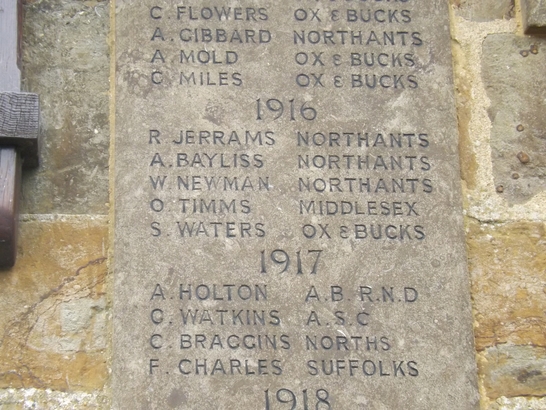 C. FLOWERS OX & BUCKS
A. GIBBARD NORTHANTS
A. MOLD OX & BUCKS
C. MILES OX & BUCKS
1916
R. JERRAMS NORTHANTS
A. BAYLISS NORTHANTS
W. NEWMAN NORTHANTS
O. TIMMS MIDDLESEX
S. WATERS OX & BUCKS
1917
A. HOLTON A.B. R.N.D
C. WATKINS A.S.C
C. BRAGGINS NORTHS
F. CHARLES SUFFOLKS
1918